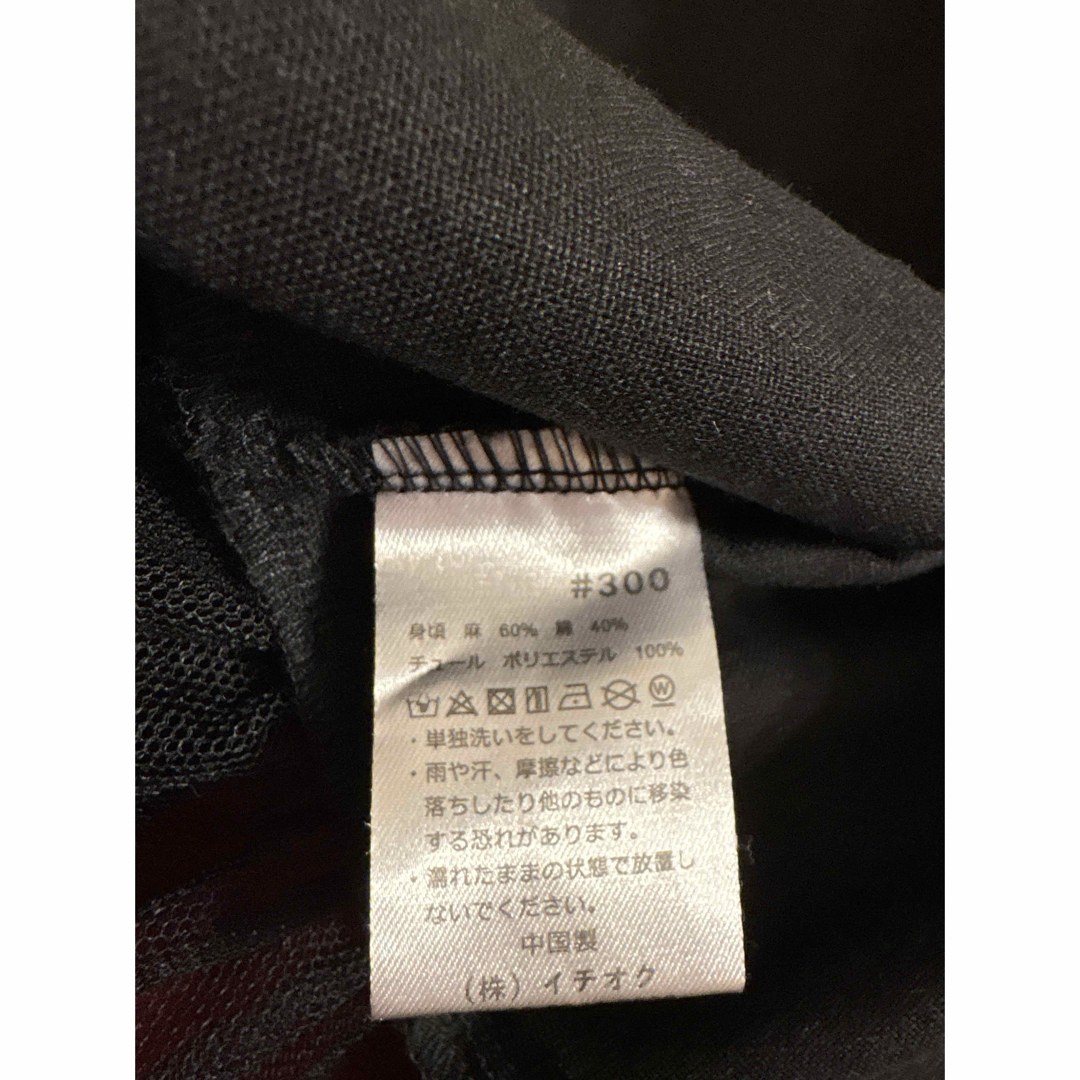 #300
身頃 麻 60% 綿 40%
チュール ポリエステル 100%
・単独洗いをしてください。
・雨や汗、摩擦などにより色
落ちしたり他のものに移染
する恐れがあります。
・濡れたままの状態で放置し
ないでください。
中国製
(株)イチオク